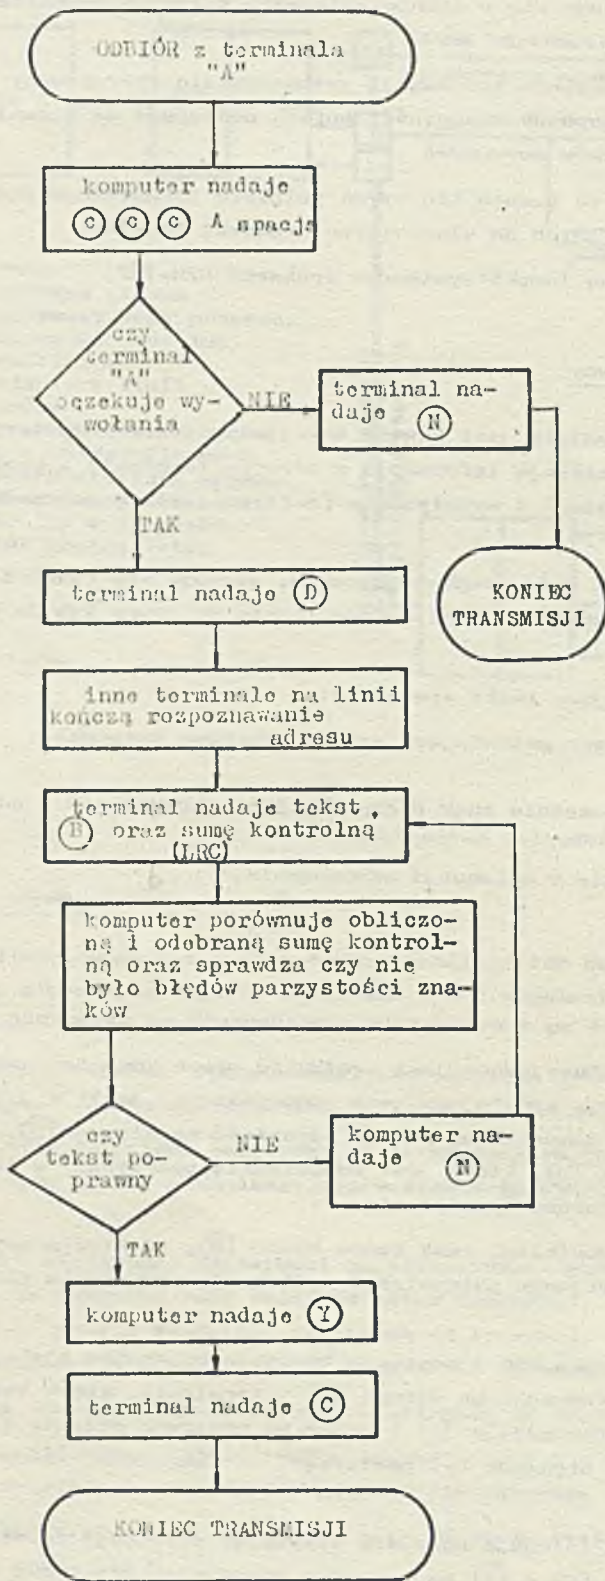 ODBIÓR z terminala
"A"
komputer nadaje
C C C A spacja
czy
terminal
"A"
oczekuje wy-
wołania
NIE
terminal na-
daje N
TAK
KONIEC
TRANSMISJI
terminal nadaje D
inne terminale na linii
kończą rozpoznawanie
adresu
terminal nadaje tekst,
B oraz sumę kontrolną
(LRC)
komputer porównuje obliczo-
ną i odebraną sumę kontrol-
ną oraz sprawdza czy nie
było błędów parzystości zna-
ków
czy
tekst po-
prawny
NIE
komputer na-
daje N
TAK
komputer nadaje Y
terminal nadaje C
KONIEC TRANSMISJI